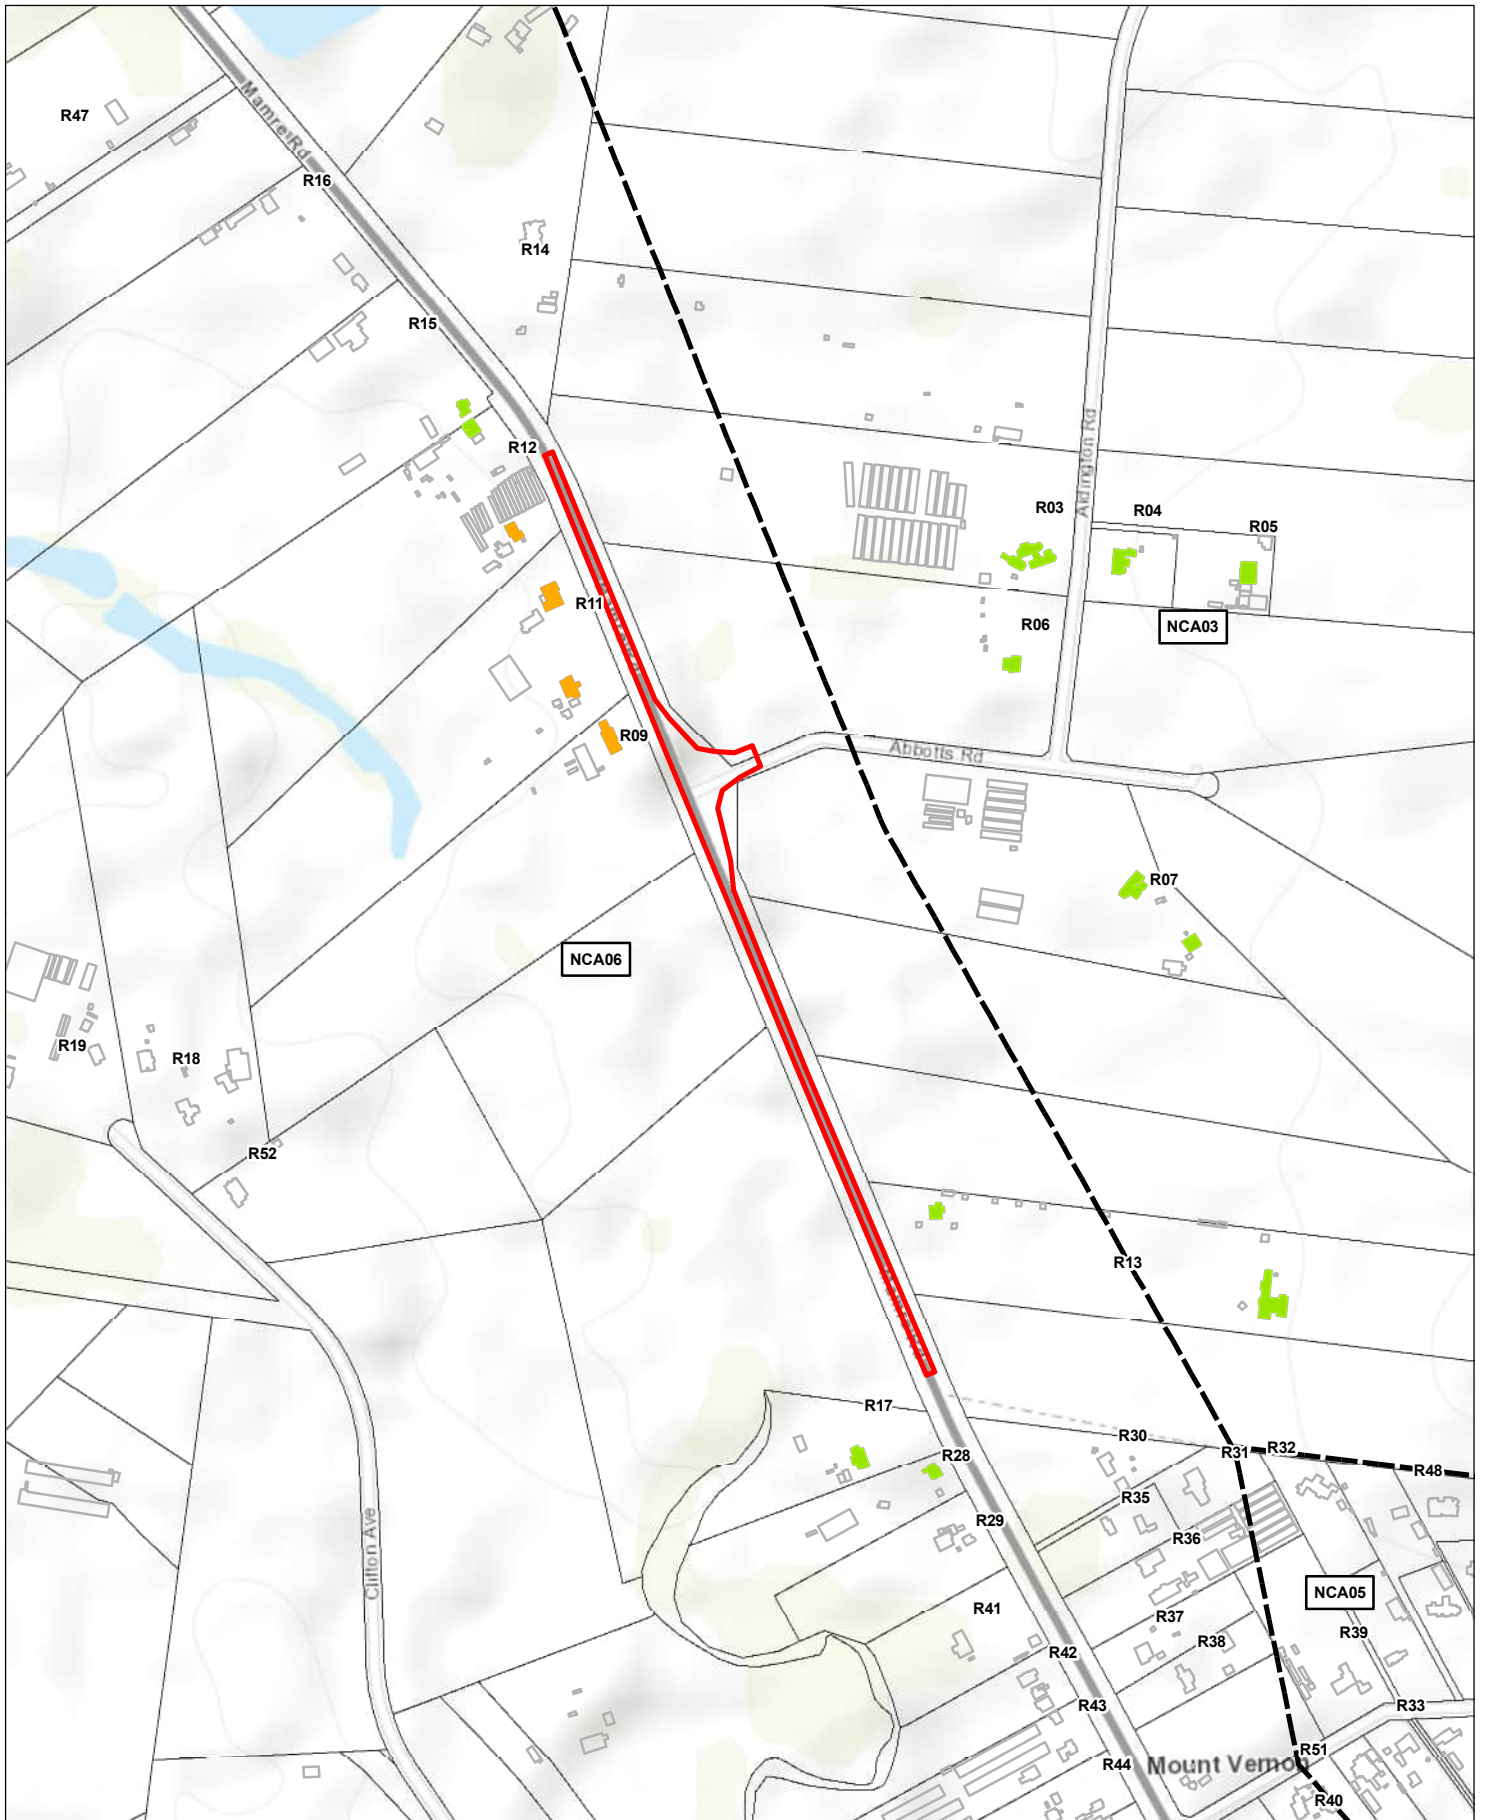 R47
Mamre Rd
R16
R14
R15
R12
Aldington Rd
R03
R04
R05
R11
R06
NCA03
R09
Abbotts Rd
R07
NCA06
R19
R18
R52
R13
R17
R30
R28
R31
R32
R48
R35
R29
R36
Clifton Ave
NCA05
R41
R37
R39
R38
R42
R43
R33
R51
R44
Mount Vernon
R40